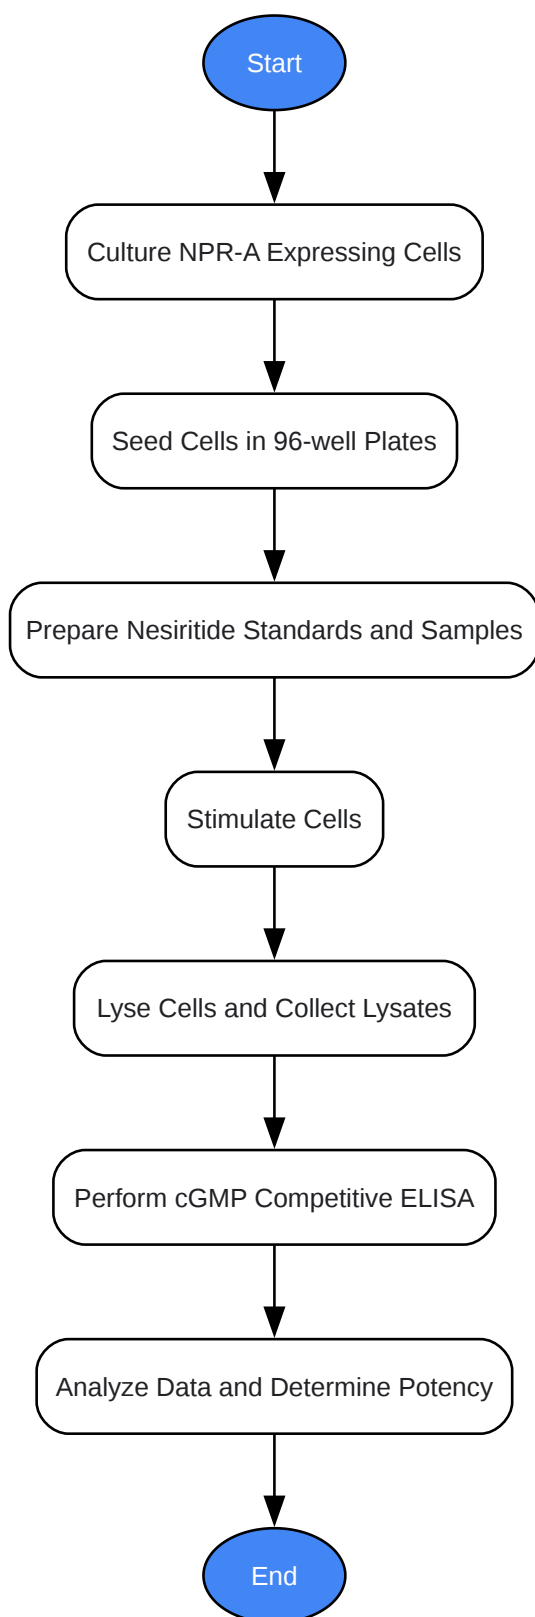 Start
Culture NPR-A Expressing Cells
Seed Cells in 96-well Plates
Prepare Nesiritide Standards and Samples
Stimulate Cells
Lyse Cells and Collect Lysates
Perform cGMP Competitive ELISA
Analyze Data and Determine Potency
End